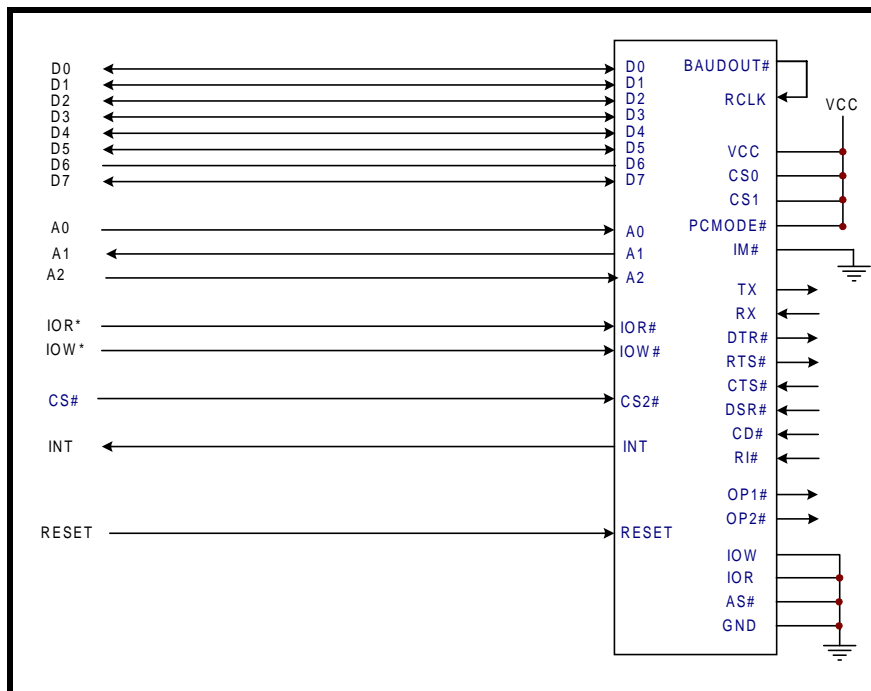 D0 D0 BAUDOUT#
D1 D1
D2 D2 RCLK
D3 D3 VCC
D4 D4
D5 D5 VCC
D6 D6
D7 D7 CS0
CS1
A0 A0 PCMODE#
A1 A1 IM#
A2 A2
TX
RX
IOR* IOR#
DTR#
IOW* IOW#
RTS#
CTS#
CS# CS2#
DSR#
CD#
INT INT
RI#
OP1#
OP2#
RESET RESET
IOW
IOR
AS#
GND